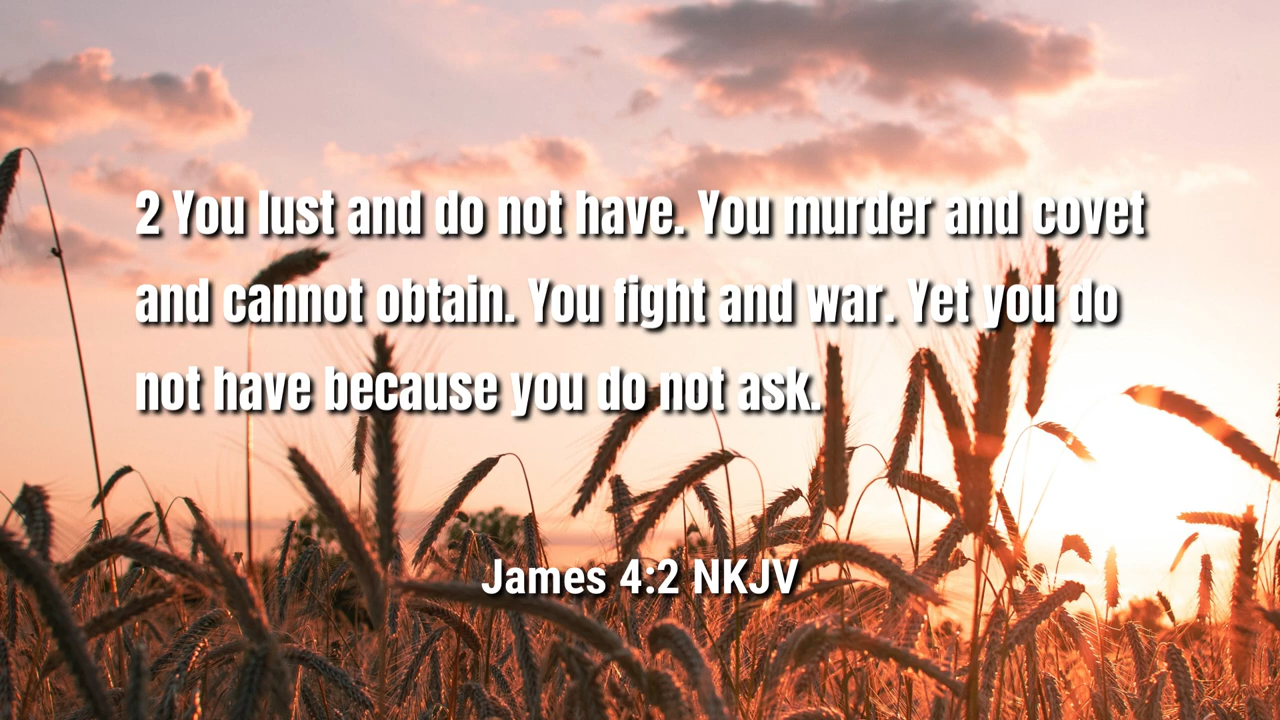 2 You lust and do not have. You murder and covet
and cannot obtain. You fight and war. Yet you do
not have because you do not ask.
James 4:2 NKJV